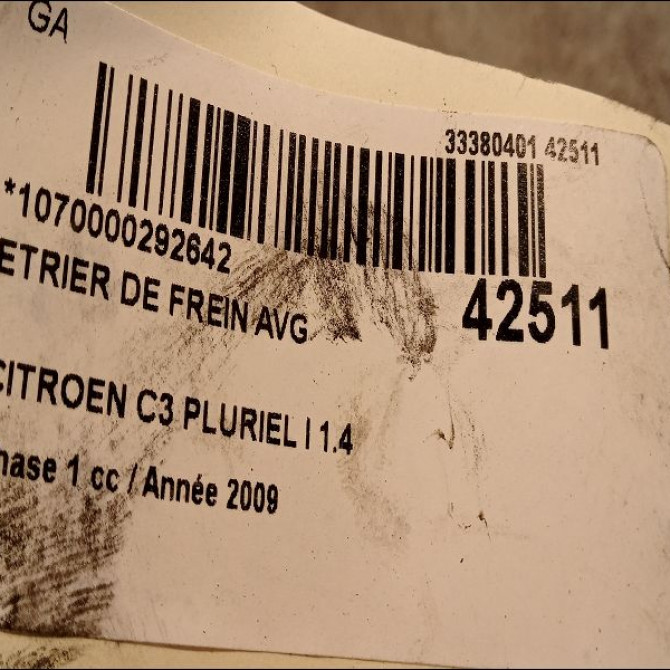 GA
33380401 42511
*1070000292642
ETRIER DE FREIN AVG
42511
CITROEN C3 PLURIEL I 1.4
hase 1 cc / Année 2009